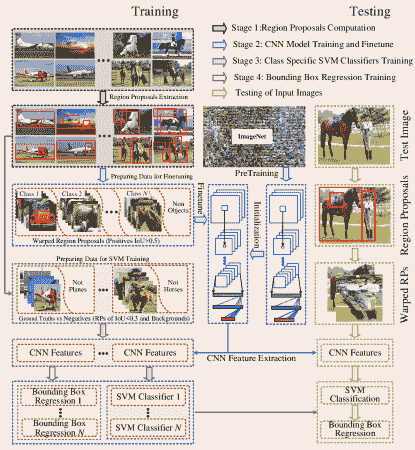 Training
Testing
Stage 1:Region Proposals Computation
Stage 2: CNN Model Training and Finetune
Stage 3: Class Specific SVM Classifiers Training
Stage 4: Bounding Box Regression Training
Testing of Input Images
Region Proposals Extraction
ImageNet
Test Image
Preparing Data for Finetuning
PreTraining
Class 1
Class 2
Class N
Non
Objects
Finetune
Initialization
Region Proposals
Warped Region Proposals (Positives IoU>0.5)
Preparing Data for SVM Training
Not
Planes
Not
Horses
Warped RPs
Ground Truths vs Negatives (RPs of IoU<0.3 and Backgrounds)
CNN Features
CNN Features
CNN Feature Extraction
CNN Features
Bounding Box
Regression 1
SVM Classifier 1
SVM
Classification
Bounding Box
Regression N
SVM Classifier N
Bounding Box
Regression